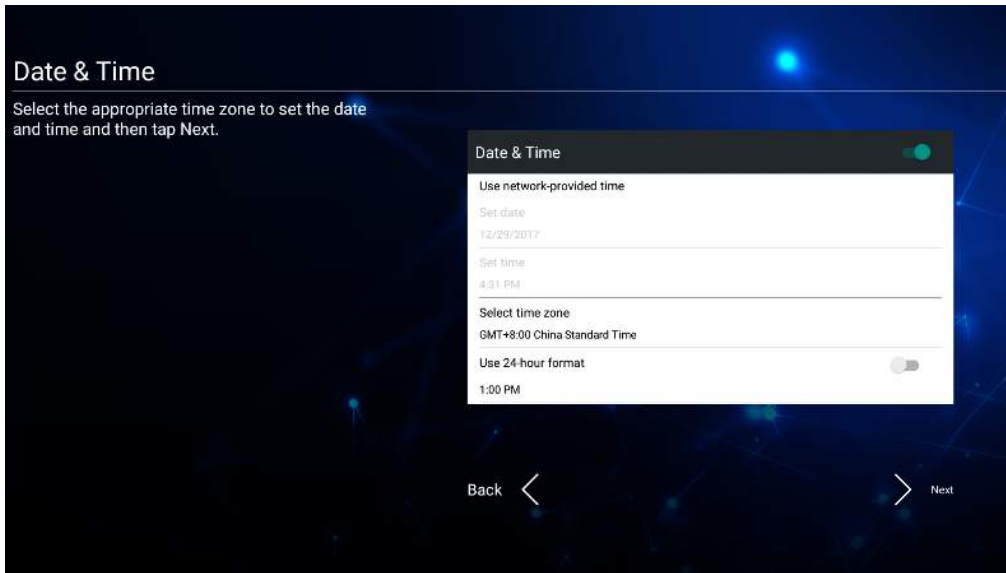 Date & Time
Select the appropriate time zone to set the date
and time and then tap Next.
Date & Time
Use network-provided time
Set date
12/29/2017
Set time
4:31 PM
Select time zone
GMT+8:00 China Standard Time
Use 24-hour format
1:00 PM
Back
Next